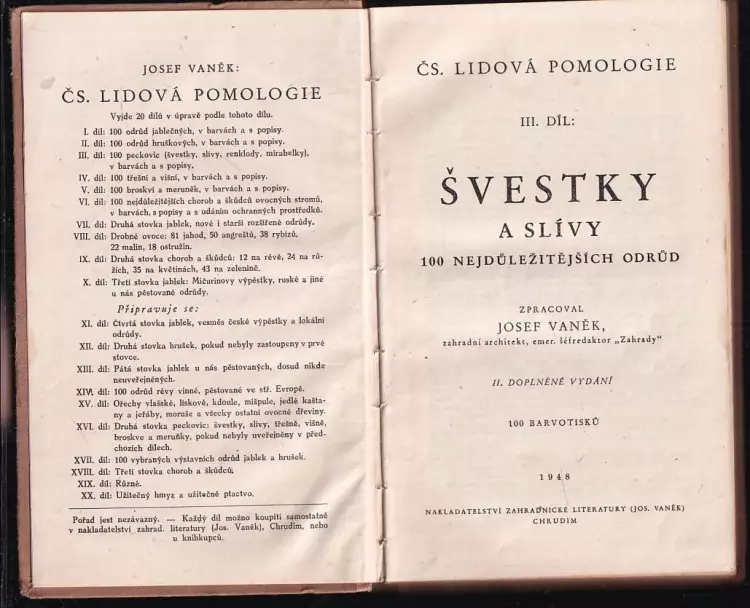 JOSEF VANĚK:
ČS. LIDOVÁ POMOLOGIE
Vyjde 20 dílů v úpravě podle tohoto dílu.
I. díl: 100 odrůd jablečných, v barvách a s popisy.
II. díl: 100 odrůd hruškových, v barvách a s popisy.
III. díl: 100 peckovic (švestky, slívy, renklody, mirabelky),
v barvách a s popisy.
IV. díl: 100 třešní a višní, v barvách a s popisy.
V. díl: 100 broskví a meruněk, v barvách a s popisy.
VI. díl: 100 nejdůležitějších chorob a škůdců ovocných stromů,
v barvách, s popisy a s udáním ochranných prostředků.
VII. díl: Druhá stovka jablek, nové i starší rozšířené odrůdy.
VIII. díl: Drobné ovoce: 81 jahod, 50 angreštů, 38 rybízů,
22 malin, 18 ostružin.
IX. díl: Druhá stovka chorob a škůdců: 12 na révě, 24 na rů-
žích, 35 na květinách, 43 na zelenině.
X. díl: Třetí stovka jablek: Mičurinovy výpěstky, ruské a jiné
u nás pěstované odrůdy.
Připravuje se:
XI. díl: Čtvrtá stovka jablek, vesměs české výpěstky a lokální
odrůdy.
XII. díl: Druhá stovka hrušek, pokud nebyly zastoupeny v prvé
stovce.
XIII. díl: Pátá stovka jablek u nás pěstovaných, dosud nikde
neuveřejněných.
XIV. díl: 100 odrůd révy vinné, pěstované ve stř. Evropě.
XV. díl: Ořechy vlašské, lískové, kdoule, mišpule, jedlé kašta-
ny a jeřáby, moruše a všecky ostatní ovocné dřeviny.
XVI. díl: Druhá stovka peckovic: švestky, slívy, třešně, višně,
broskve a meruňky, pokud nebyly uveřejněny v před-
chozích dílech.
XVII. díl: 100 vybraných výstavních odrůd jablek a hrušek.
XVIII. díl: Třetí stovka chorob a škůdců.
XIX. díl: Různé.
XX. díl: Užitečný hmyz a užitečné ptactvo.
Pořad jest nezávazný. — Každý díl možno koupiti samostatně
v nakladatelství zahrad. literatury (Jos. Vaněk), Chrudim, nebo
u knihkupců.
ČS. LIDOVÁ POMOLOGIE
III. DÍL:
ŠVESTKY
A SLÍVY
100 NEJDŮLEŽITĚJŠÍCH ODRŮD
ZPRACOVAL
JOSEF VANĚK,
zahradní architekt, emer. šéfredaktor „Zahrady“
II. DOPLNĚNÉ VYDÁNÍ
100 BARVOTISKŮ
1948
NAKLADATELSTVÍ ZAHRADNICKÉ LITERATURY (JOS. VANĚK)
CHRUDIM